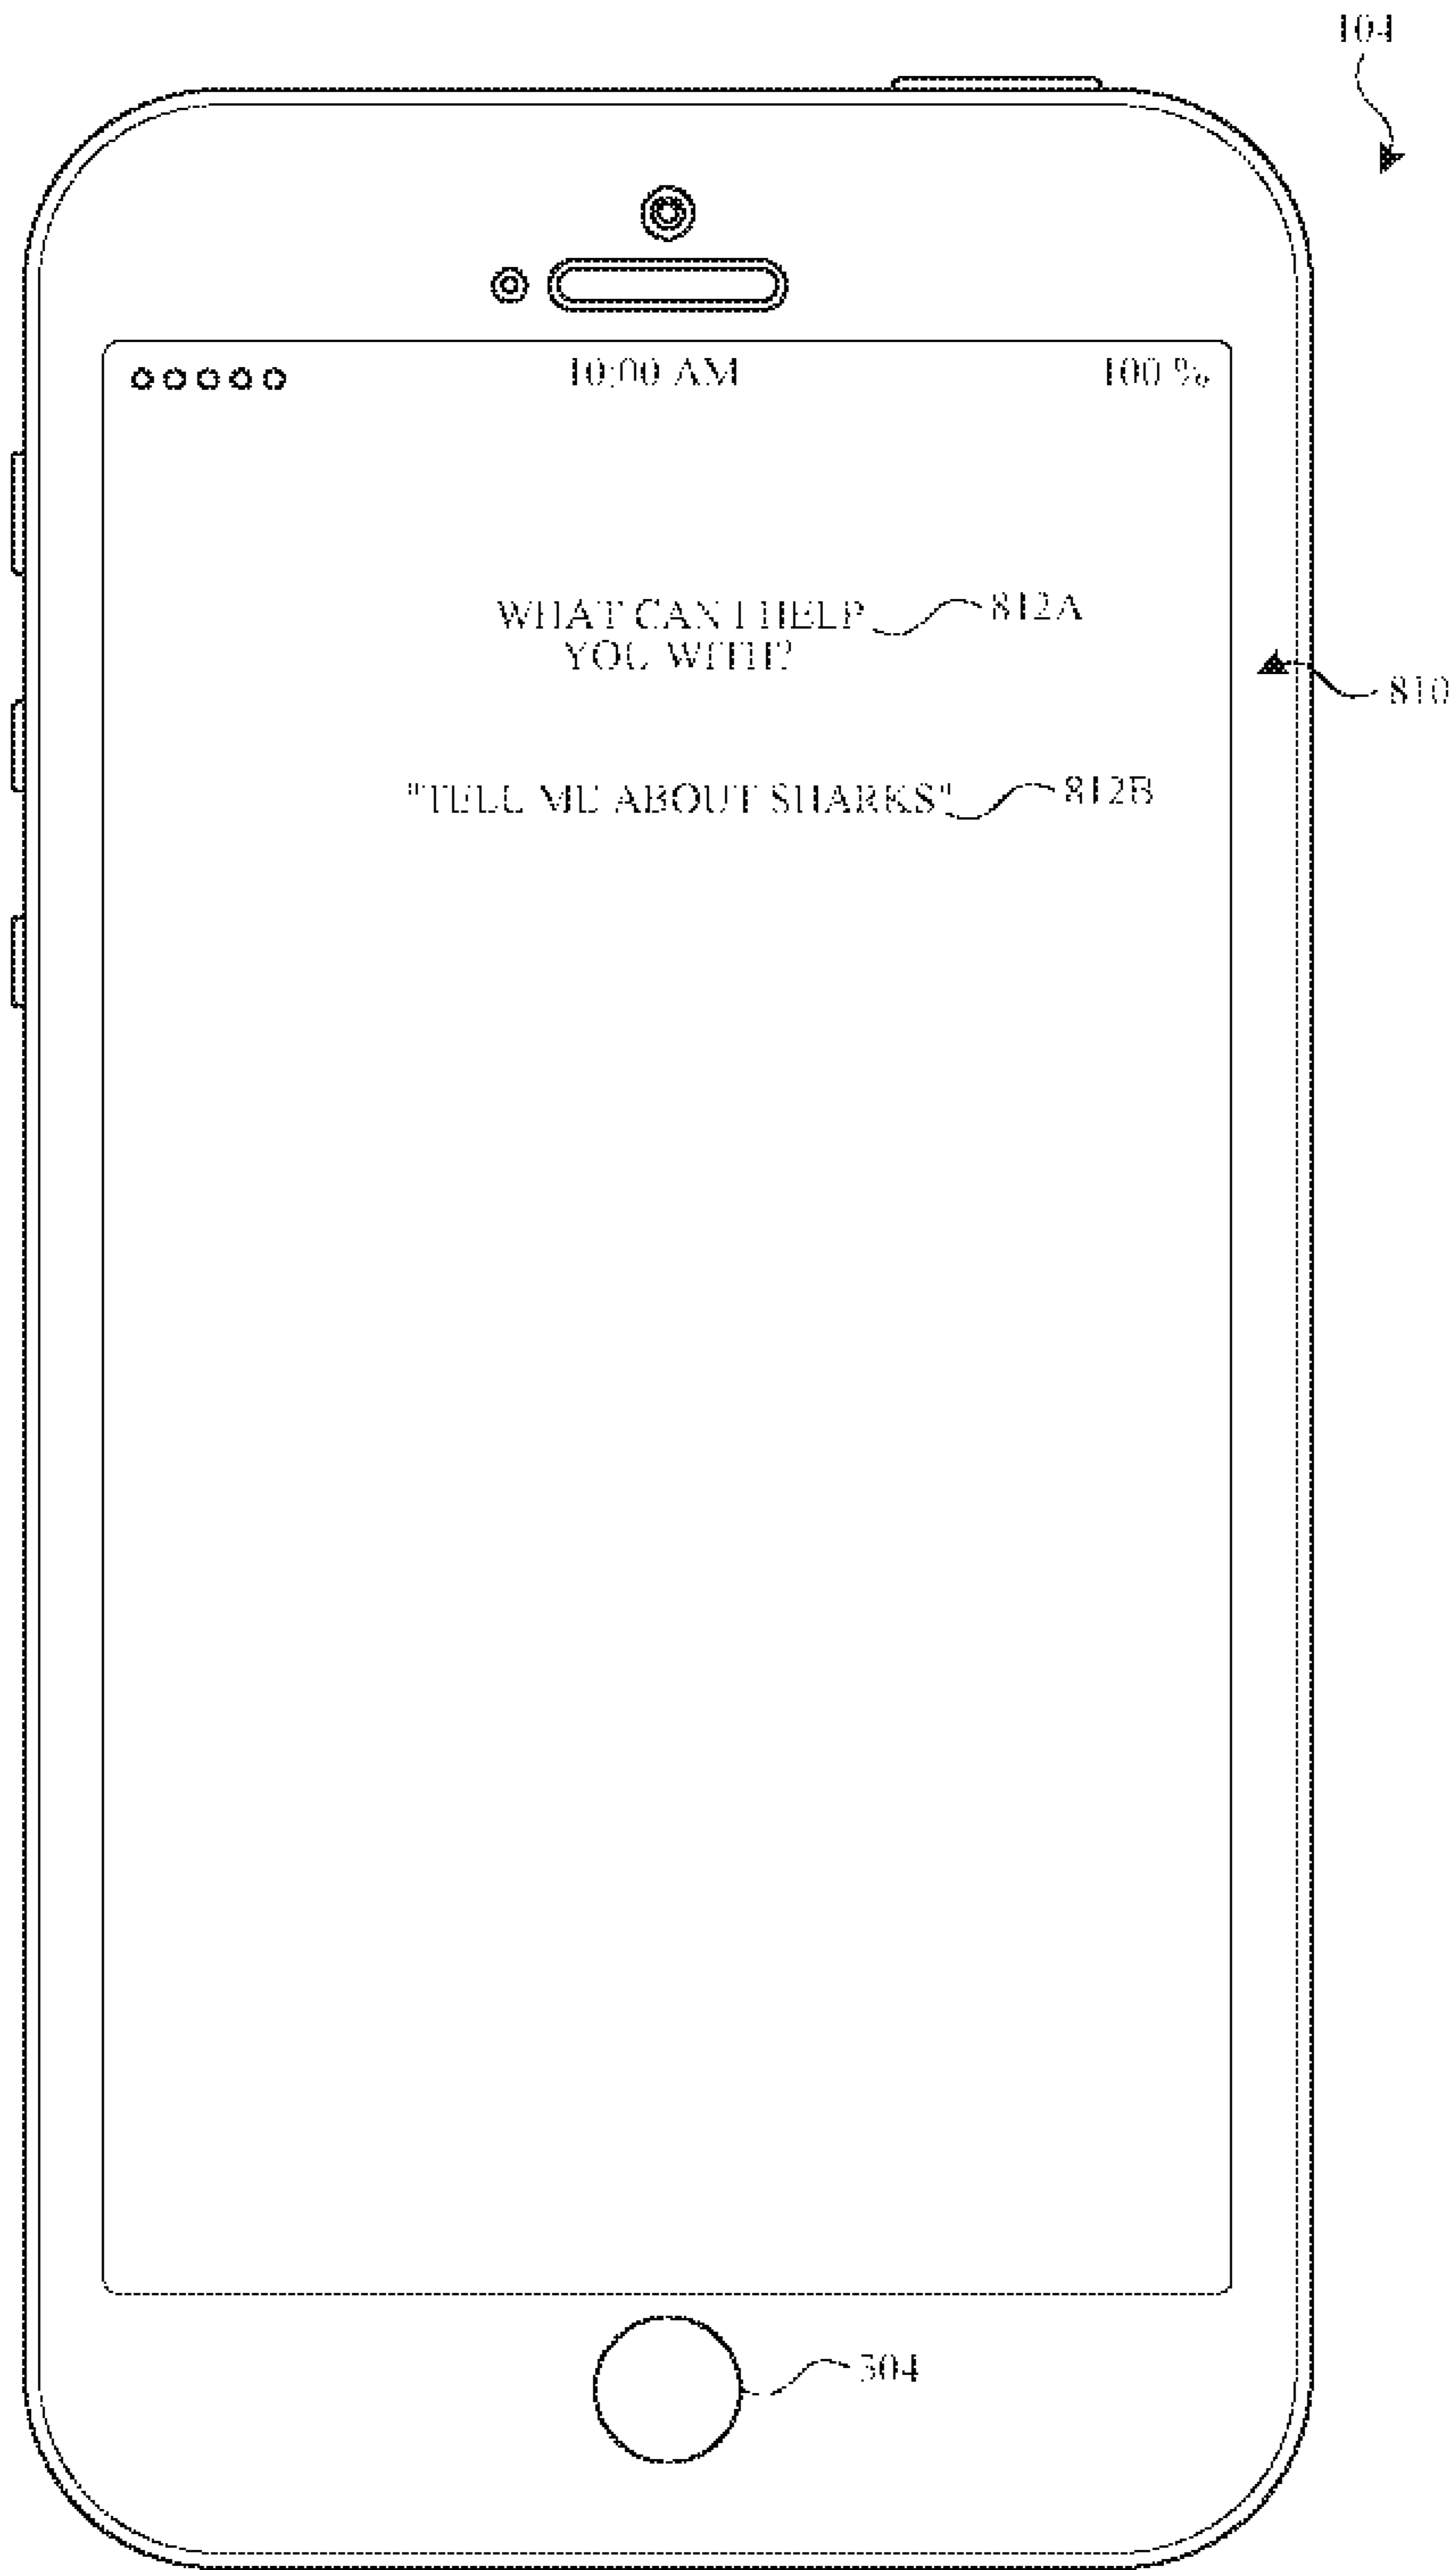 104
10:00 AM 100 %
WHAT CAN I HELP 812A
YOU WITH?
810
"TELL ME ABOUT SHARKS" 812B
304